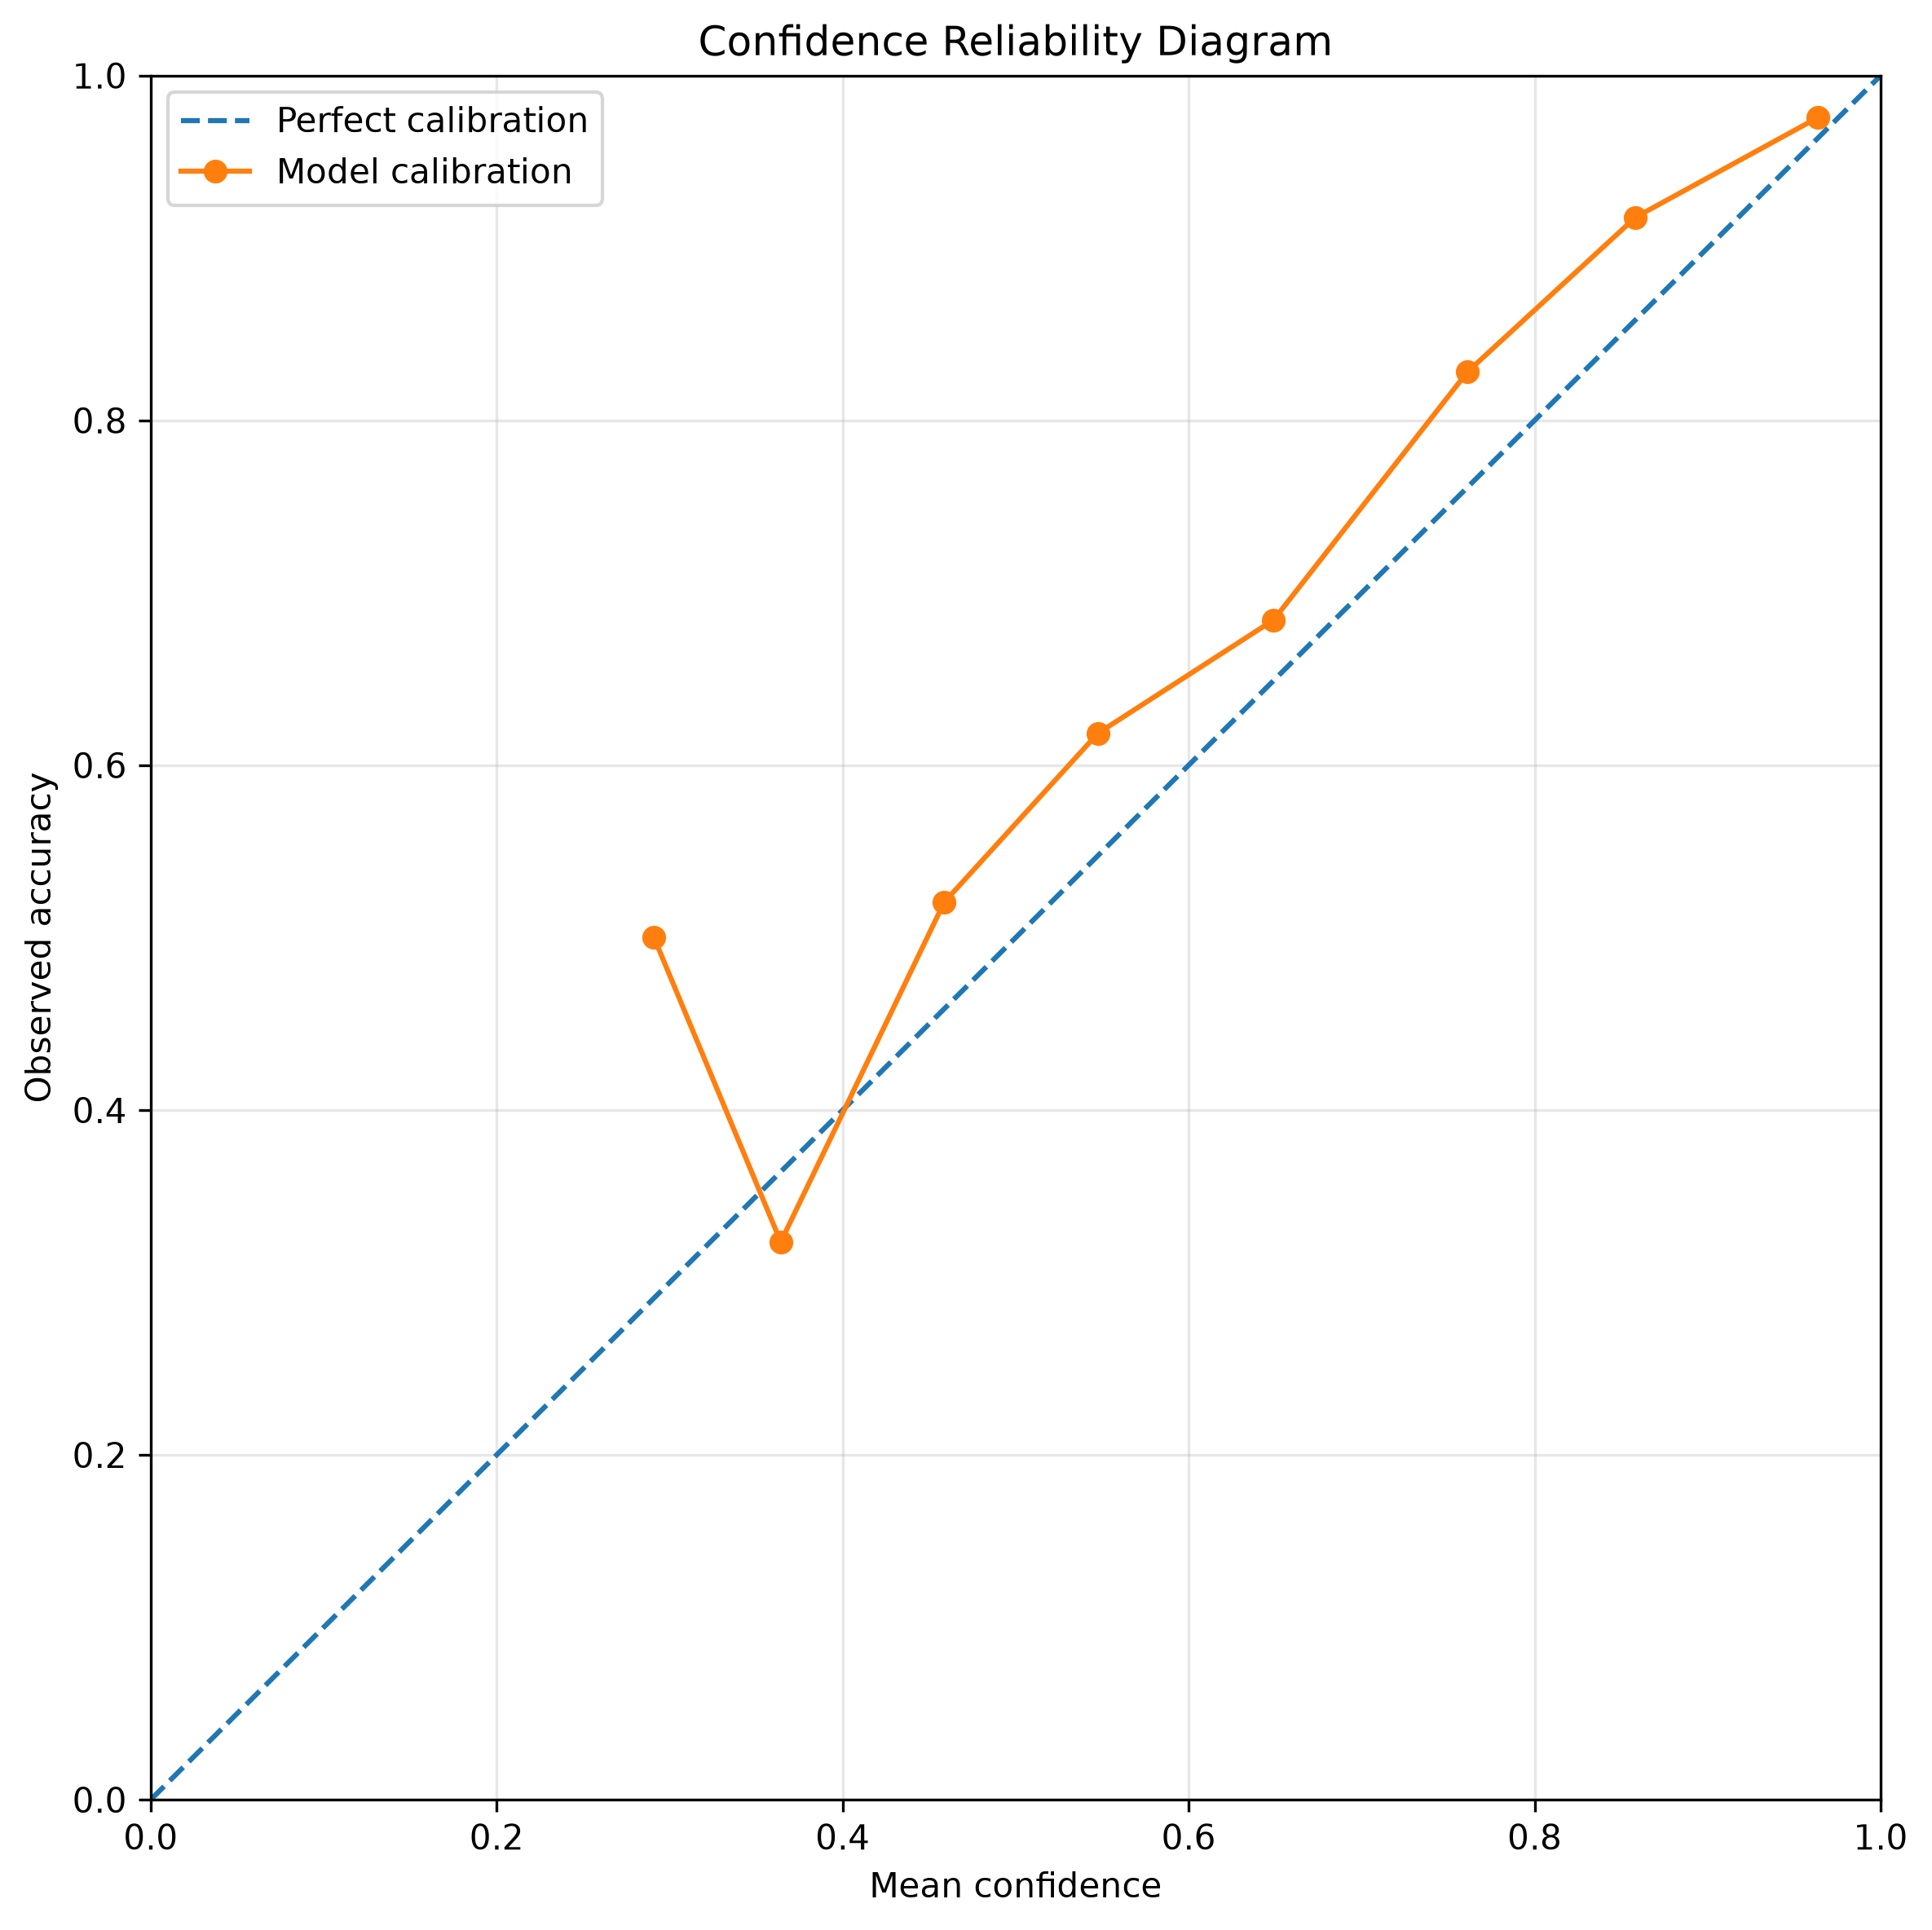 Confidence Reliability Diagram
1.0
Perfect calibration
Model calibration
0.8
0.6
Observed accuracy
0.4
0.2
0.0
0.0 0.2 0.4 0.6 0.8 1.0
Mean confidence